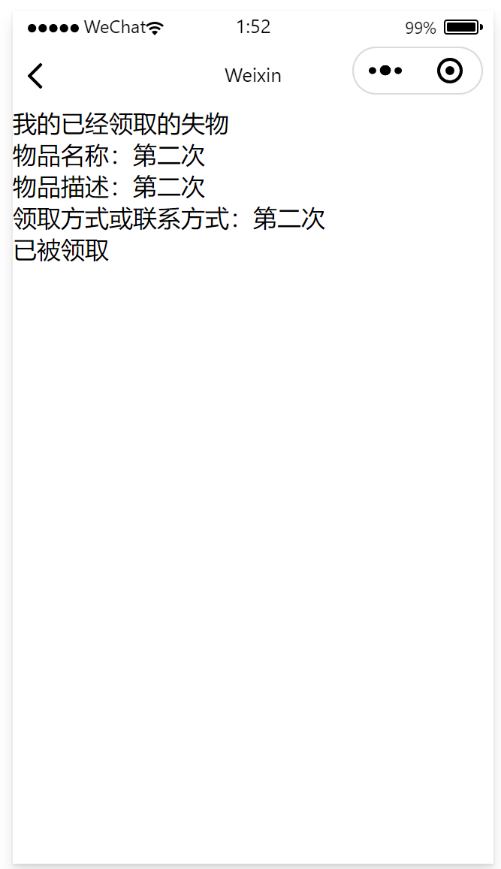 WeChat 1:52 99%
Weixin
我的已经领取的失物
物品名称：第二次
物品描述：第二次
领取方式或联系方式：第二次
已被领取